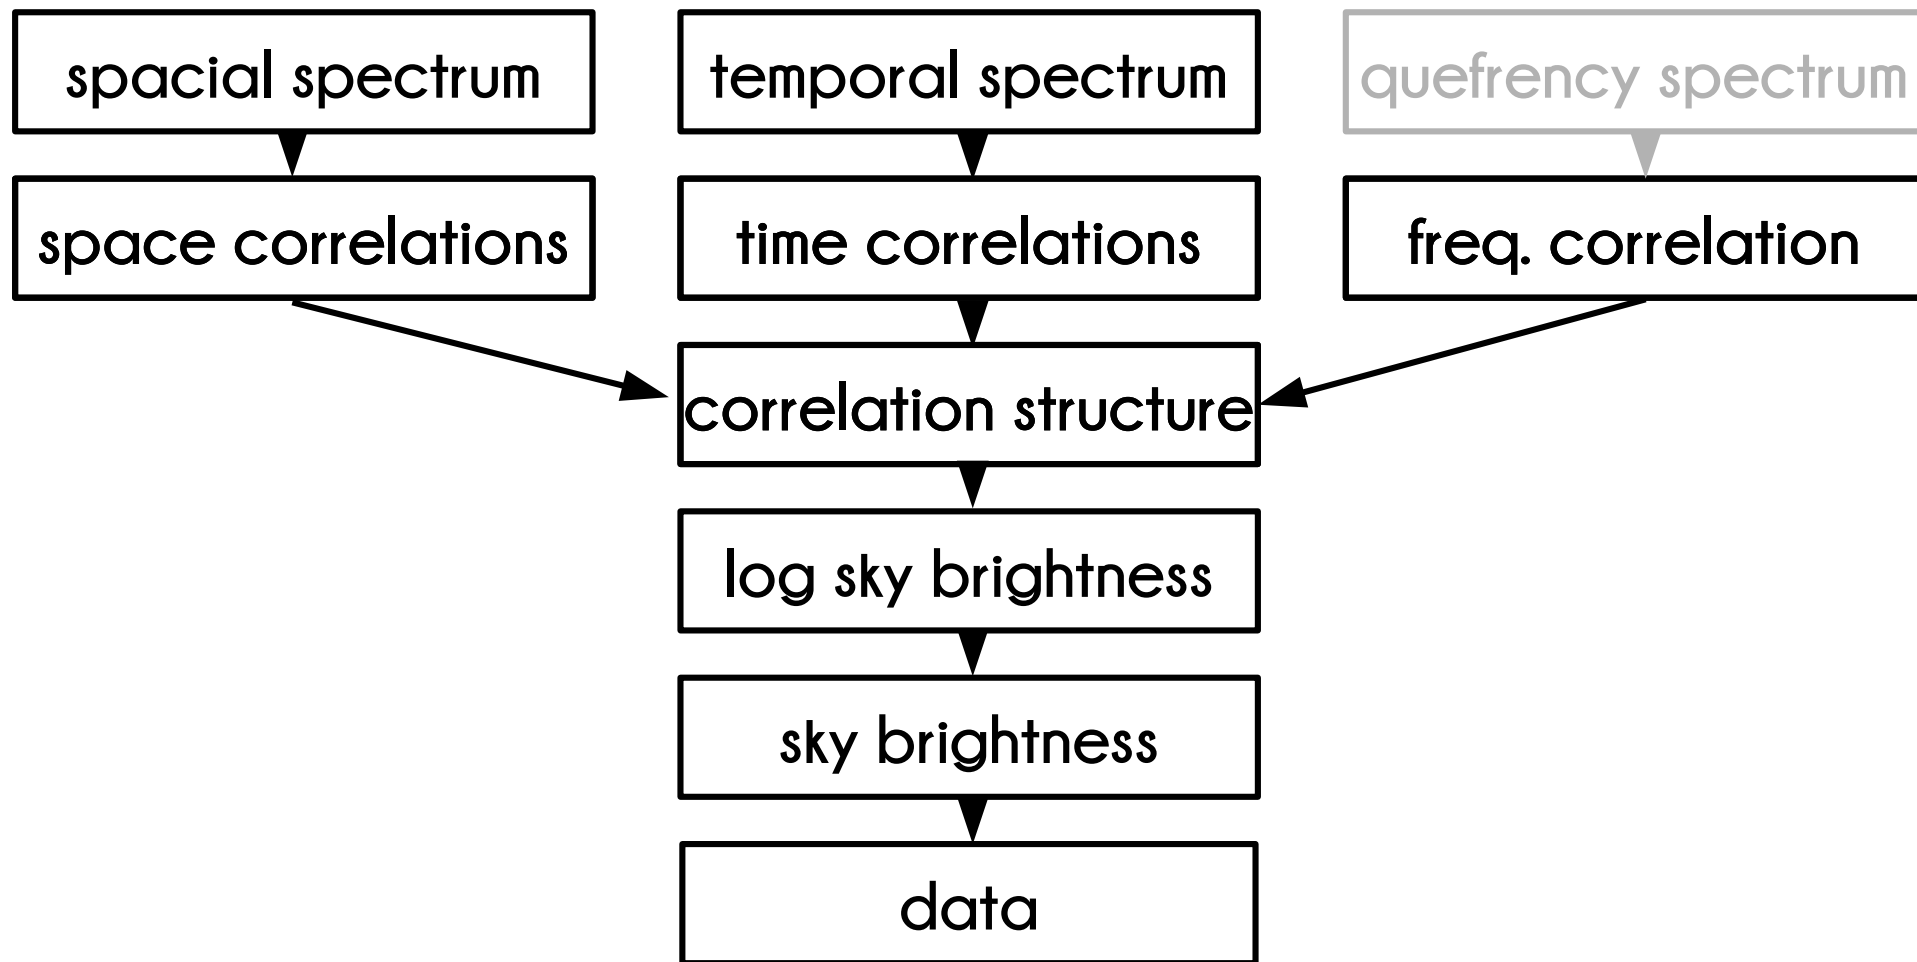 spacial spectrum
temporal spectrum
quefrency spectrum
space correlations
time correlations
freq. correlation
correlation structure
log sky brightness
sky brightness
data